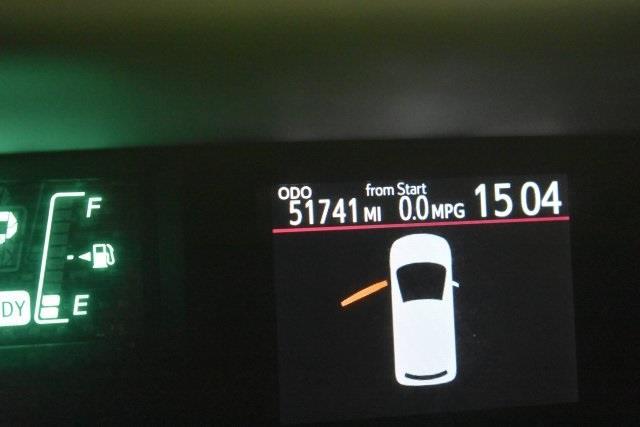 ODO from Start
51741 MI 0.0 MPG 15 04
F
P
DY
E